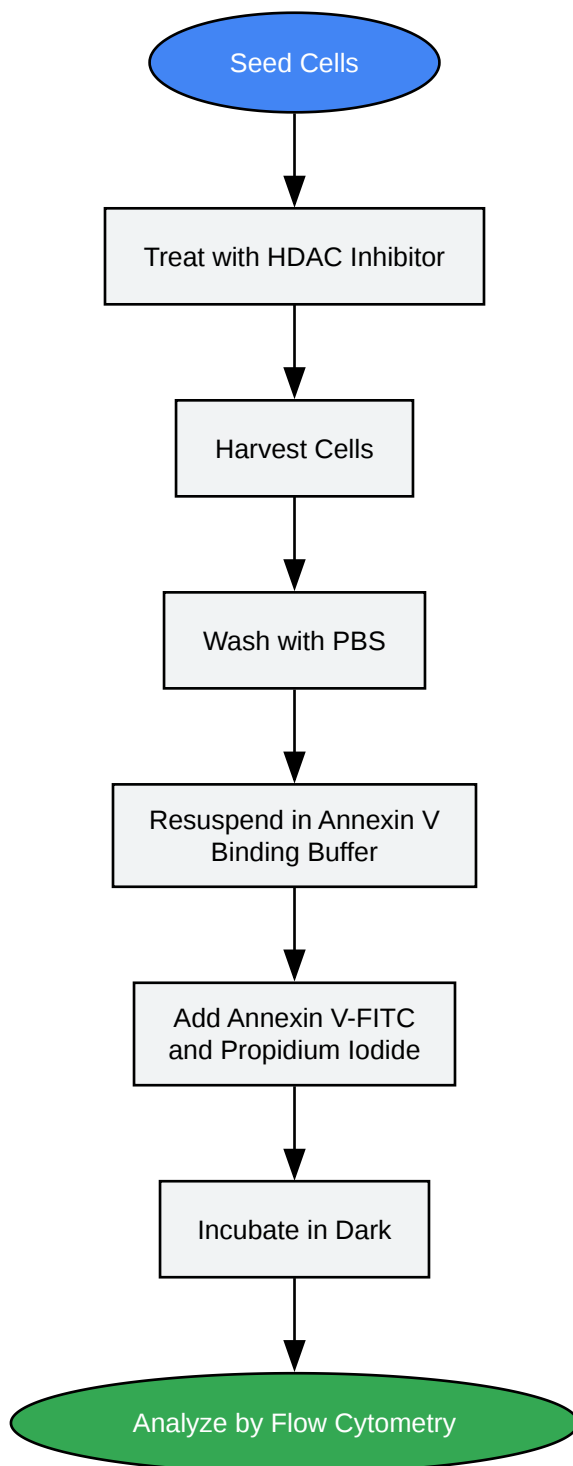 Seed Cells
Treat with HDAC Inhibitor
Harvest Cells
Wash with PBS
Resuspend in Annexin V
Binding Buffer
Add Annexin V-FITC
and Propidium Iodide
Incubate in Dark
Analyze by Flow Cytometry